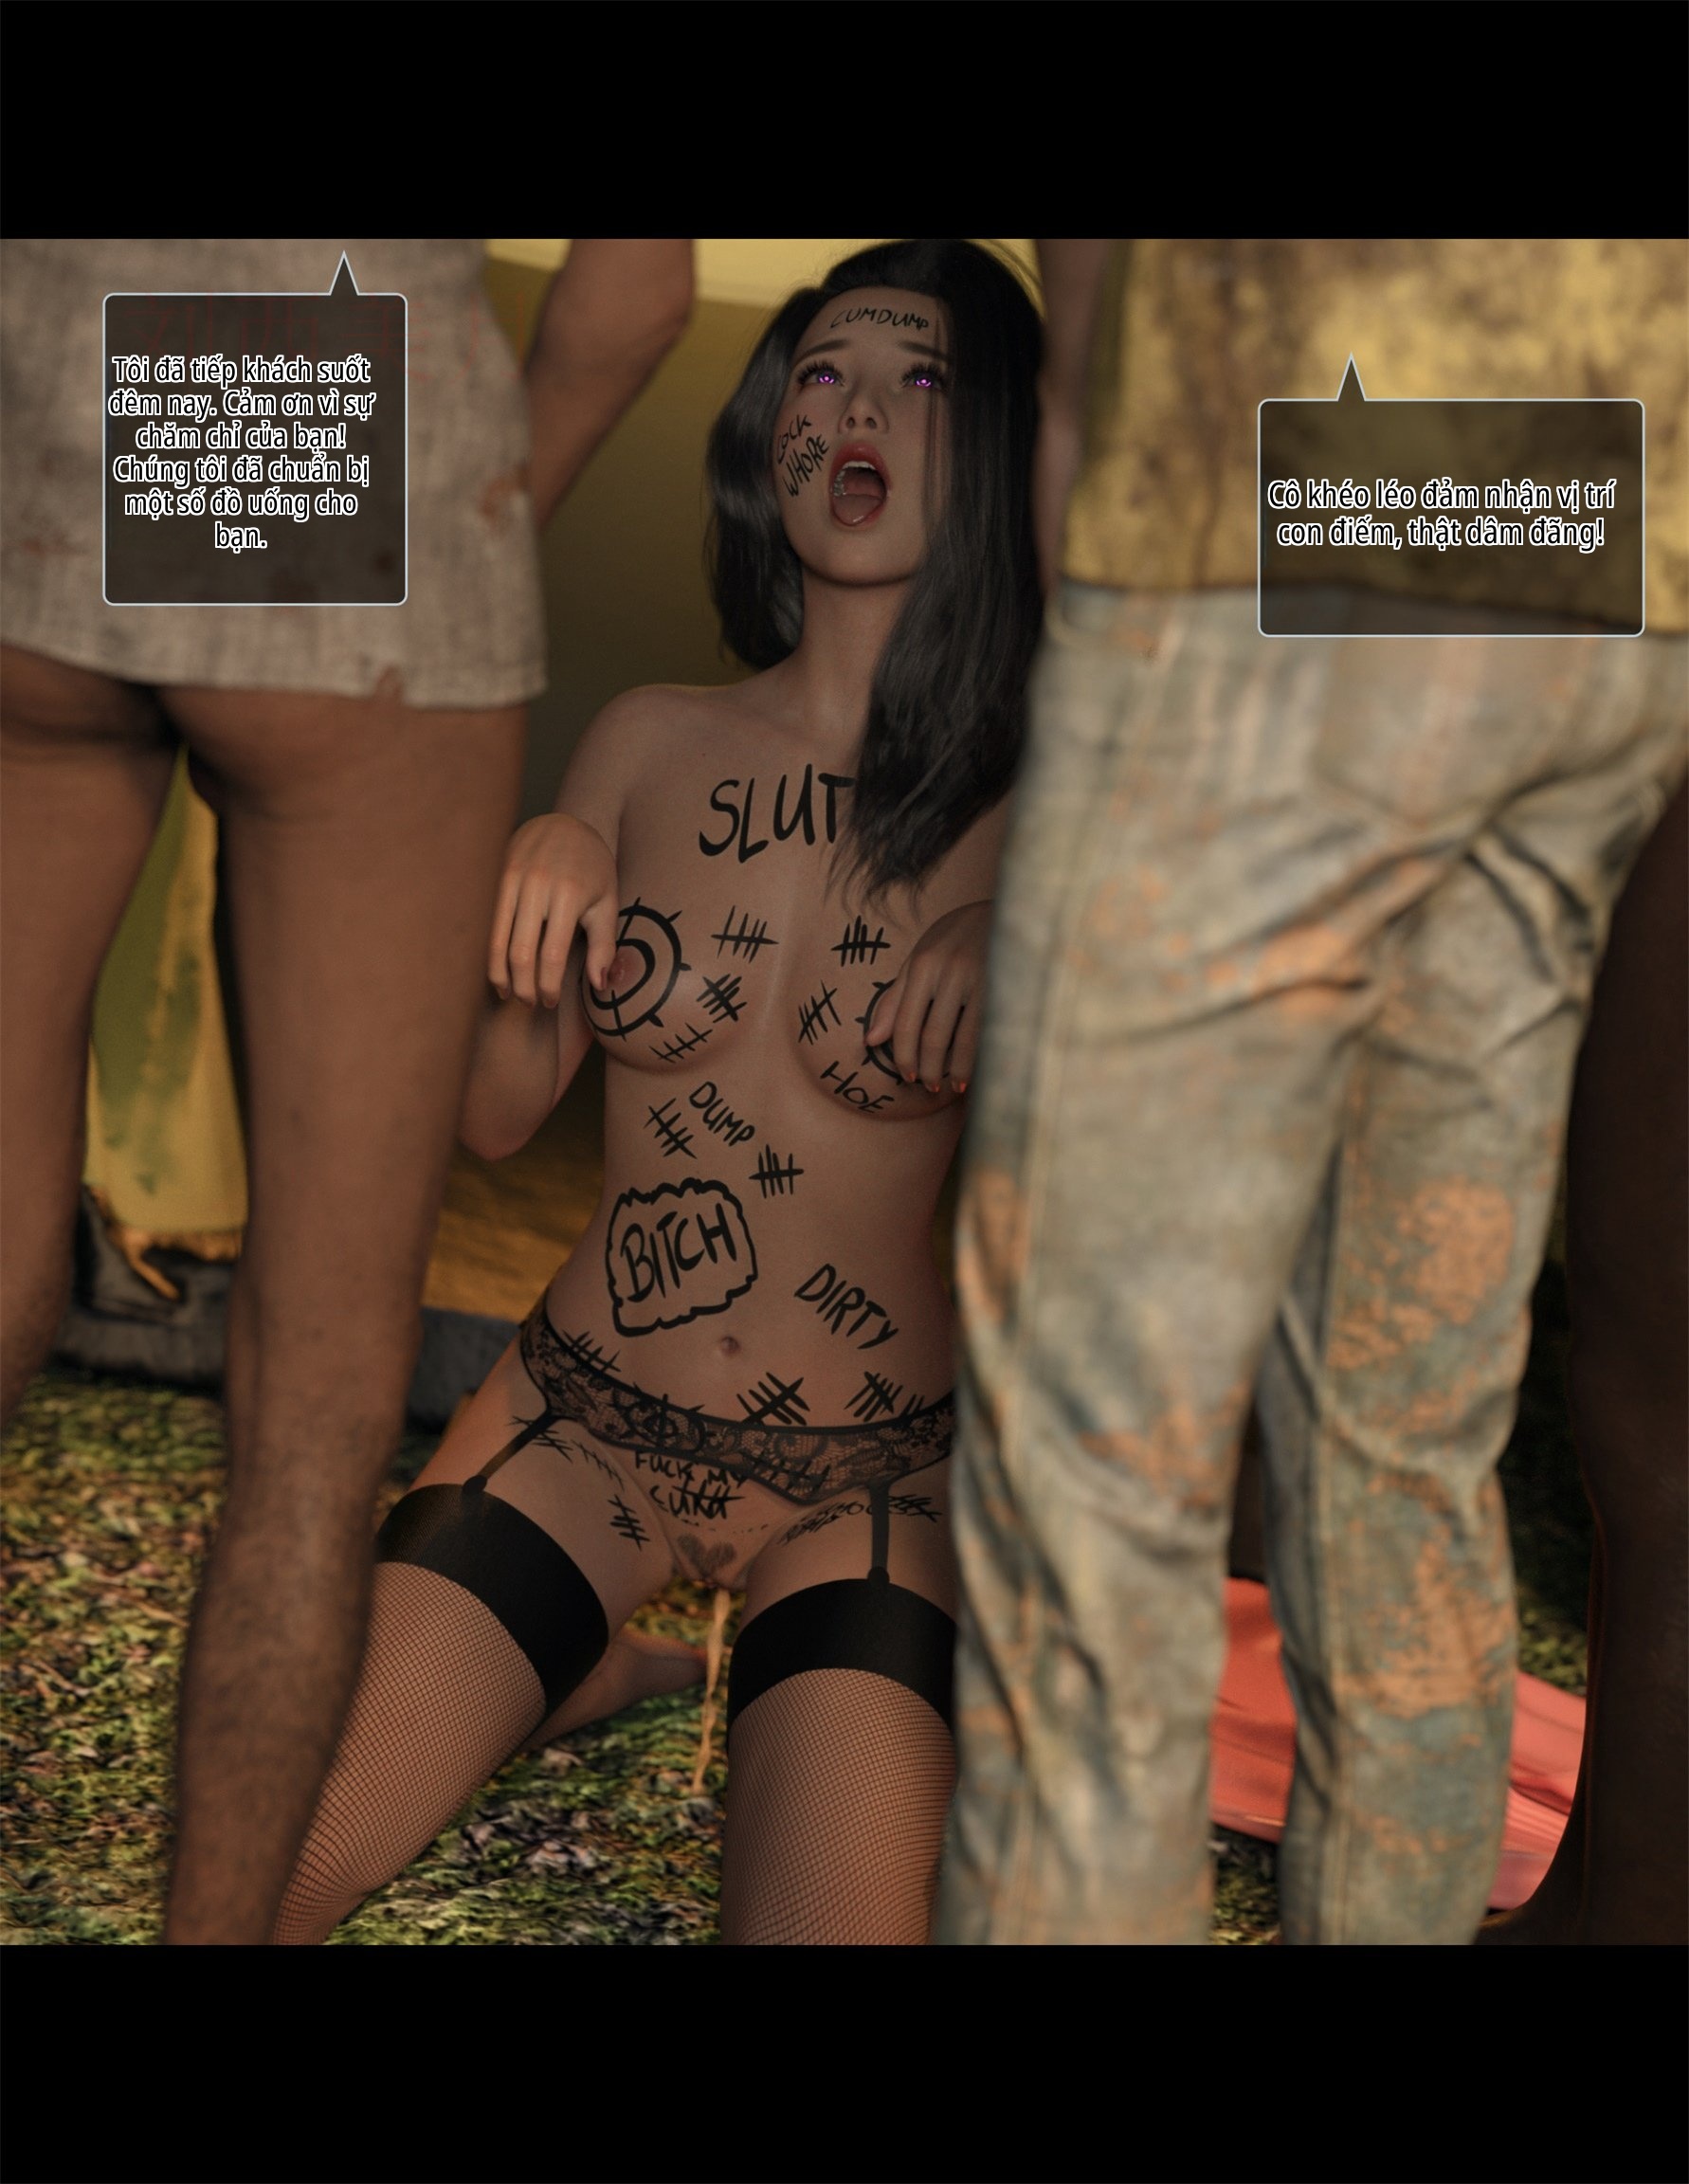 Tôi đã tiếp khách suốt
đêm nay. Cảm ơn vì sự
chăm chỉ của bạn!
Chúng tôi đã chuẩn bị
một số đồ uống cho
bạn.
CUMDUMP
COCK
WHORE
Cô khéo léo đảm nhận vị trí
con điếm, thật dâm đãng!
SLUT
HOE
DUMP
BITCH
DIRTY
FUCK MY